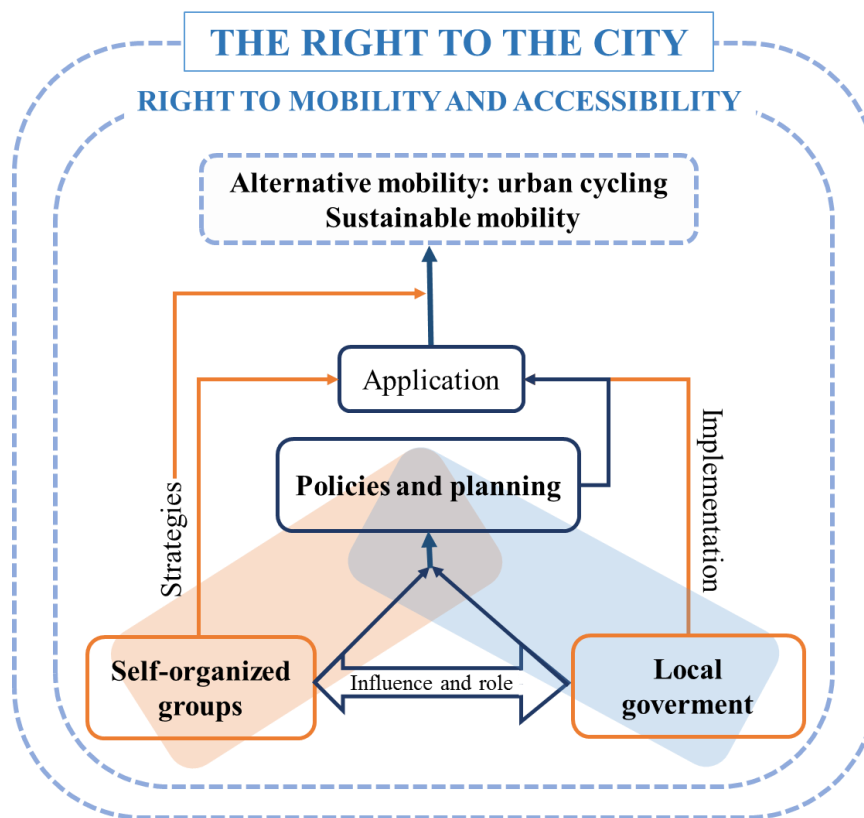 THE RIGHT TO THE CITY
RIGHT TO MOBILITY AND ACCESSIBILITY
Alternative mobility: urban cycling
Sustainable mobility
Application
Policies and planning
Strategies
Implementation
Self-organized
groups
Influence and role
Local
goverment